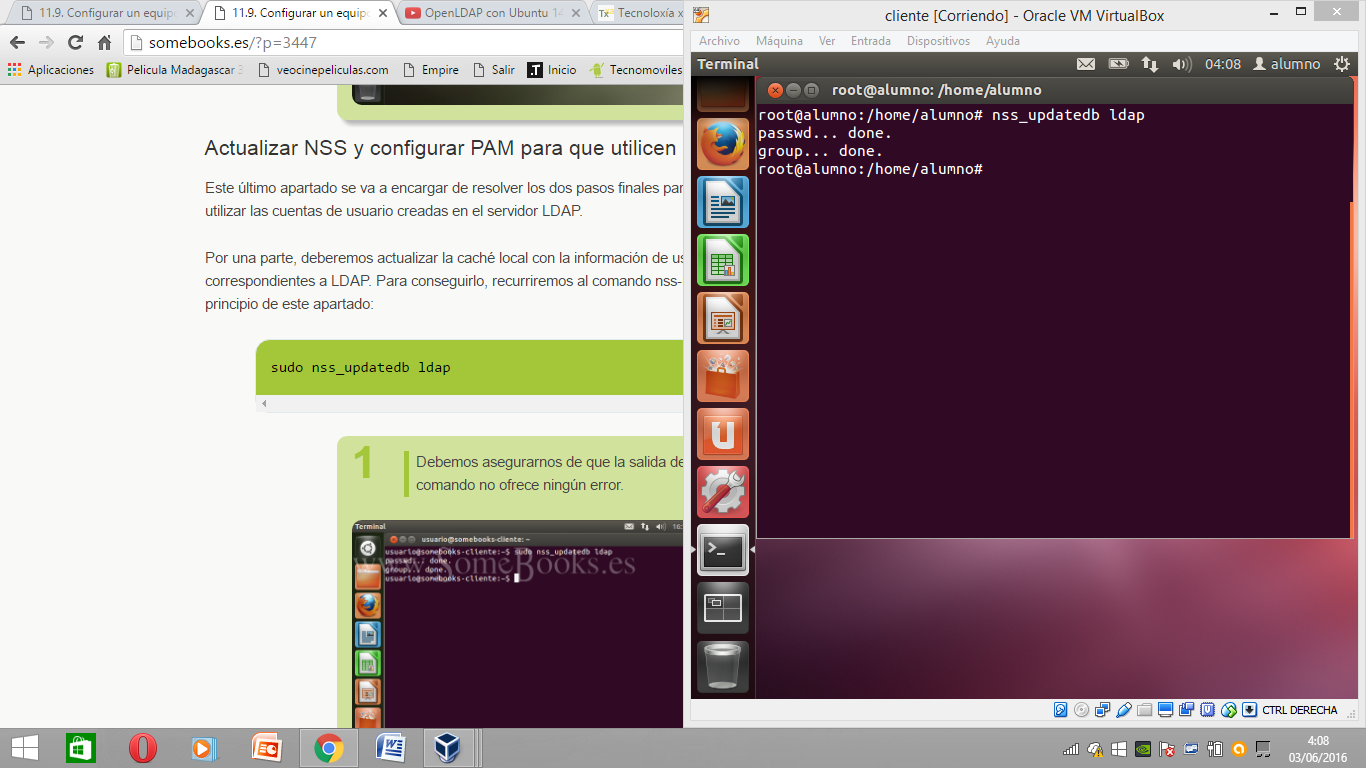 11.9. Configurar un equipo
11.9. Configurar un equipo
OpenLDAP con Ubuntu 14
Tecnoloxía x
somebooks.es/?p=3447
Aplicaciones
Pelicula Madagascar 3
veocinepeliculas.com
Empire
Salir
Inicio
Tecnomoviles
Actualizar NSS y configurar PAM para que utilicen
Este último apartado se va a encargar de resolver los dos pasos finales par
utilizar las cuentas de usuario creadas en el servidor LDAP.
Por una parte, deberemos actualizar la caché local con la información de us
correspondientes a LDAP. Para conseguirlo, recurriremos al comando nss-
principio de este apartado:
sudo nss_updatedb ldap
1
Debemos asegurarnos de que la salida de
comando no ofrece ningún error.
Terminal
usuario@somebooks-cliente: ~
usuario@somebooks-cliente:~$ sudo nss_updatedb ldap
passwd... done.
group... done.
usuario@somebooks-cliente:~$
www.SomeBooks.es
cliente [Corriendo] - Oracle VM VirtualBox
Archivo Máquina Ver Entrada Dispositivos Ayuda
Terminal
04:08 alumno
root@alumno: /home/alumno
root@alumno:/home/alumno# nss_updatedb ldap
passwd... done.
group... done.
root@alumno:/home/alumno#
CTRL DERECHA
4:08
03/06/2016